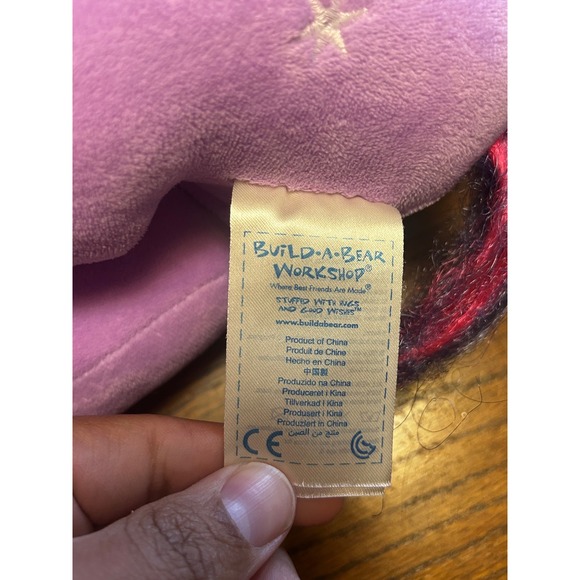 BUILD-A-BEAR
WORKSHOP®
Where Best Friends Are Made®
STUFFED WITH HUGS
AND GOOD WISHES™
www.buildabear.com
Product of China
Produit de Chine
Hecho en China
中国製
Produzido na China
Produceret i Kina
Tillverkad i Kina
Produsert i Kina
Produziert in China
منتج من الصين
CE